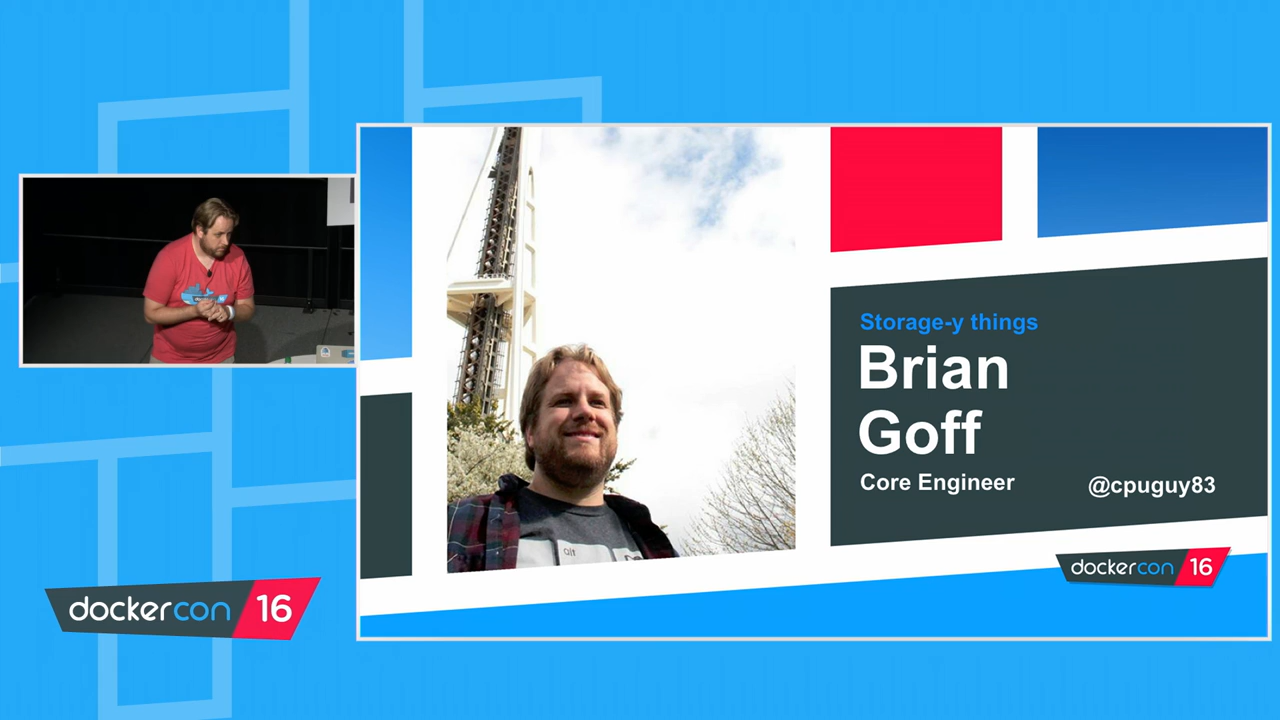 Storage-y things
Brian
Goff
Core Engineer
@cpuguy83
dockercon 16
dockercon 16